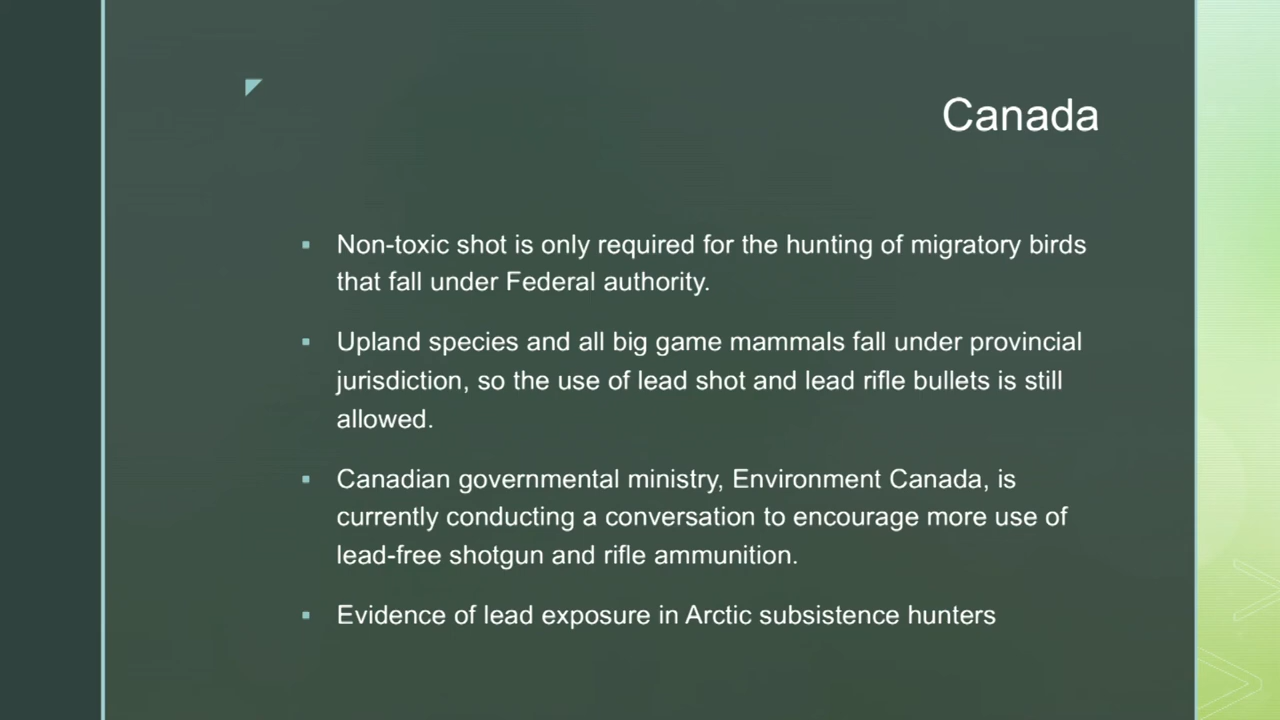 Canada
Non-toxic shot is only required for the hunting of migratory birds
that fall under Federal authority.
Upland species and all big game mammals fall under provincial
jurisdiction, so the use of lead shot and lead rifle bullets is still
allowed.
Canadian governmental ministry, Environment Canada, is
currently conducting a conversation to encourage more use of
lead-free shotgun and rifle ammunition.
Evidence of lead exposure in Arctic subsistence hunters